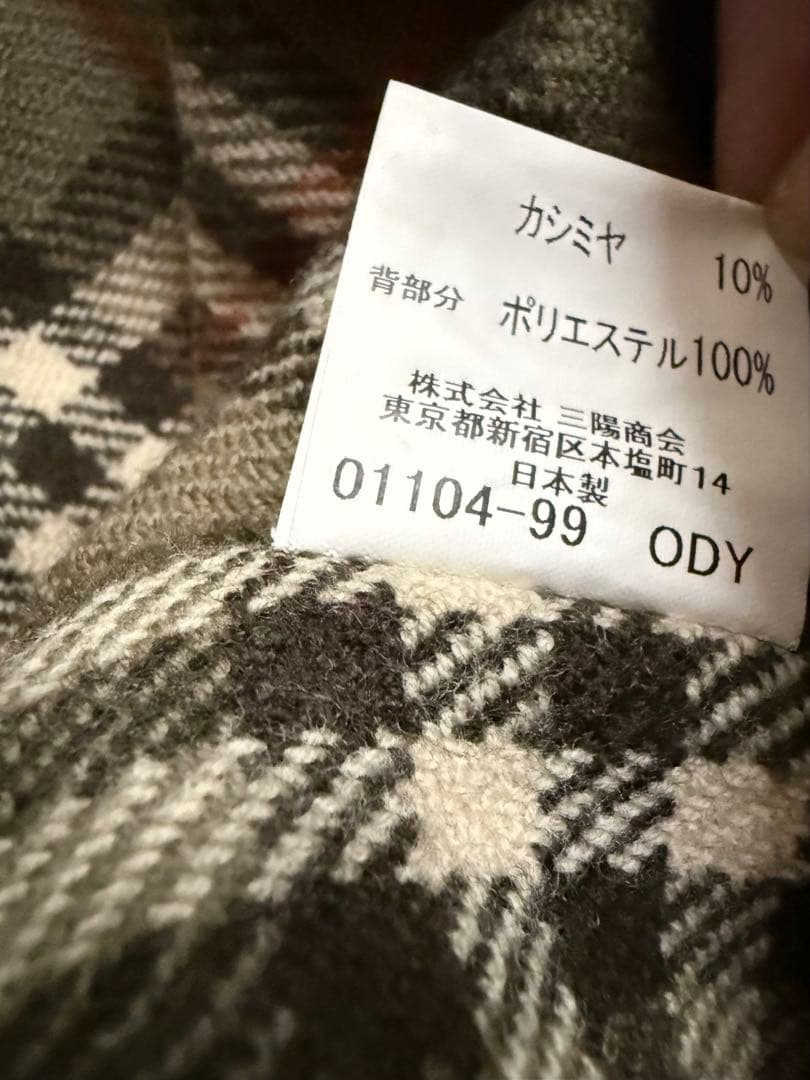 カシミヤ 10%
背部分 ポリエステル100%
株式会社 三陽商会
東京都新宿区本塩町14
日本製
01104-99 ODY